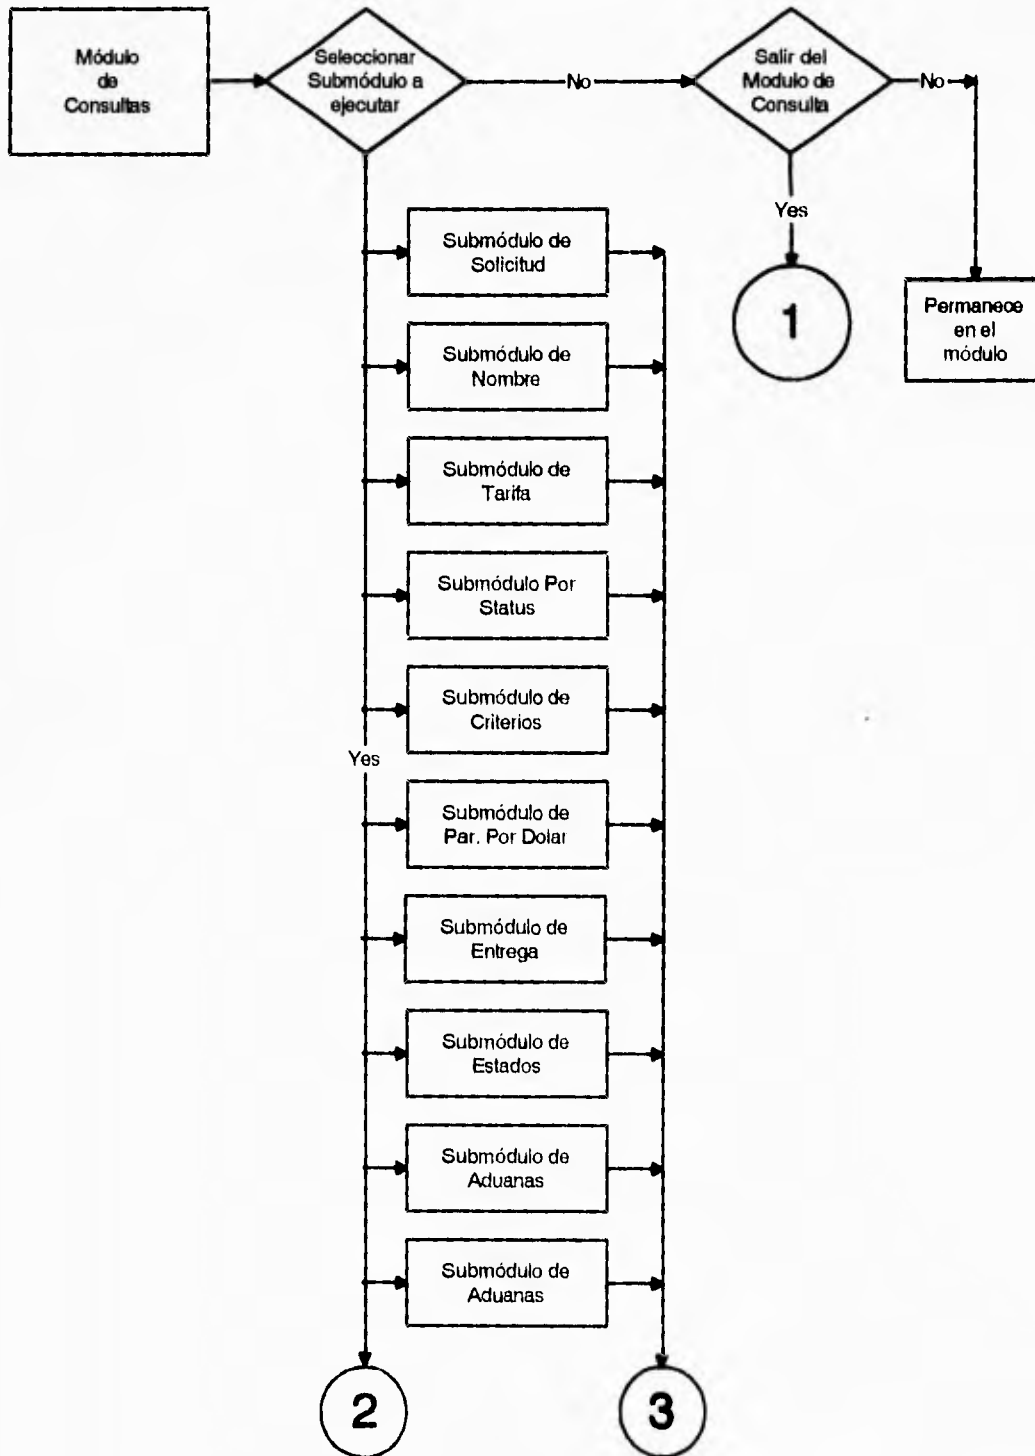 Módulo
de
Consultas
Seleccionar
Submódulo a
ejecutar
No
Salir del
Modulo de
Consulta
No
Yes
1
Permanece
en el
módulo
Submódulo de
Solicitud
Submódulo de
Nombre
Submódulo de
Tarifa
Submódulo Por
Status
Submódulo de
Criterios
Yes
Submódulo de
Par. Por Dolar
Submódulo de
Entrega
Submódulo de
Estados
Submódulo de
Aduanas
Submódulo de
Aduanas
2
3